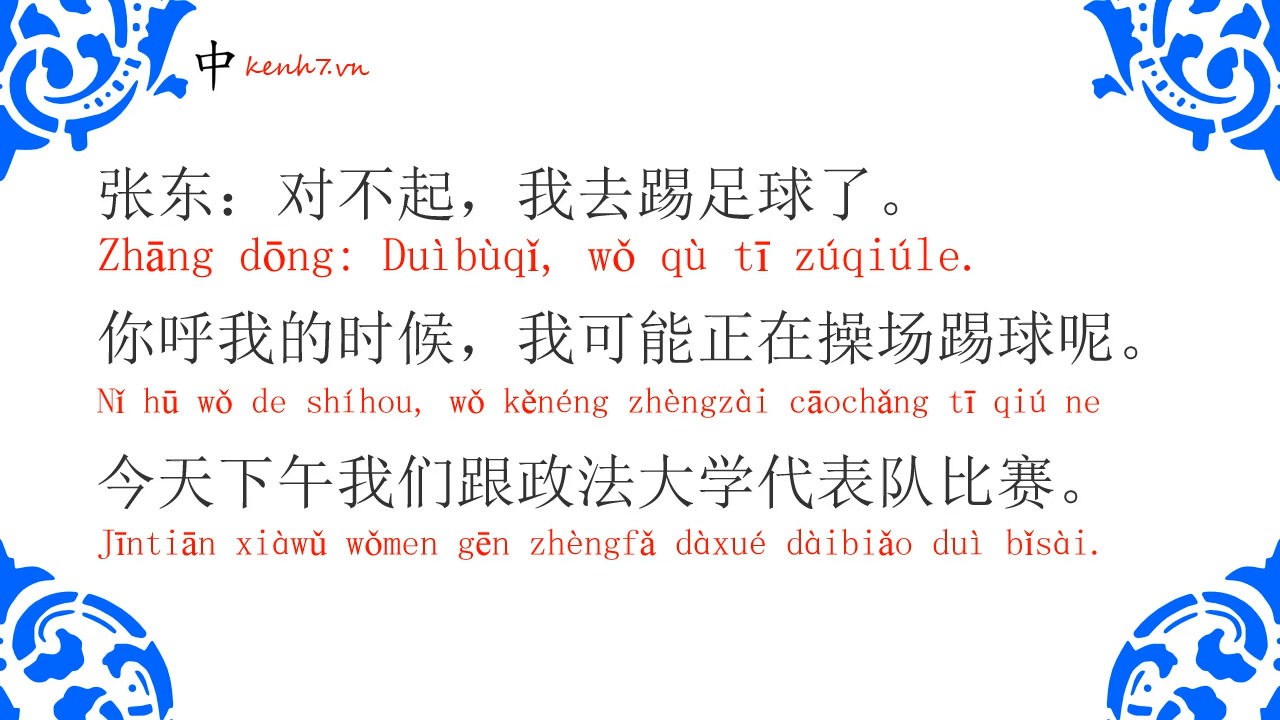 中 kenh7.vn
张东：对不起，我去踢足球了。
Zhāng dōng: Duìbùqǐ, wǒ qù tī zúqiúle.
你呼我的时候，我可能正在操场踢球呢。
Nǐ hū wǒ de shíhou, wǒ kěnéng zhèngzài cāochǎng tī qiú ne
今天下午我们跟政法大学代表队比赛。
Jīntiān xiàwǔ wǒmen gēn zhèngfǎ dàxué dàibiǎo duì bǐsài.